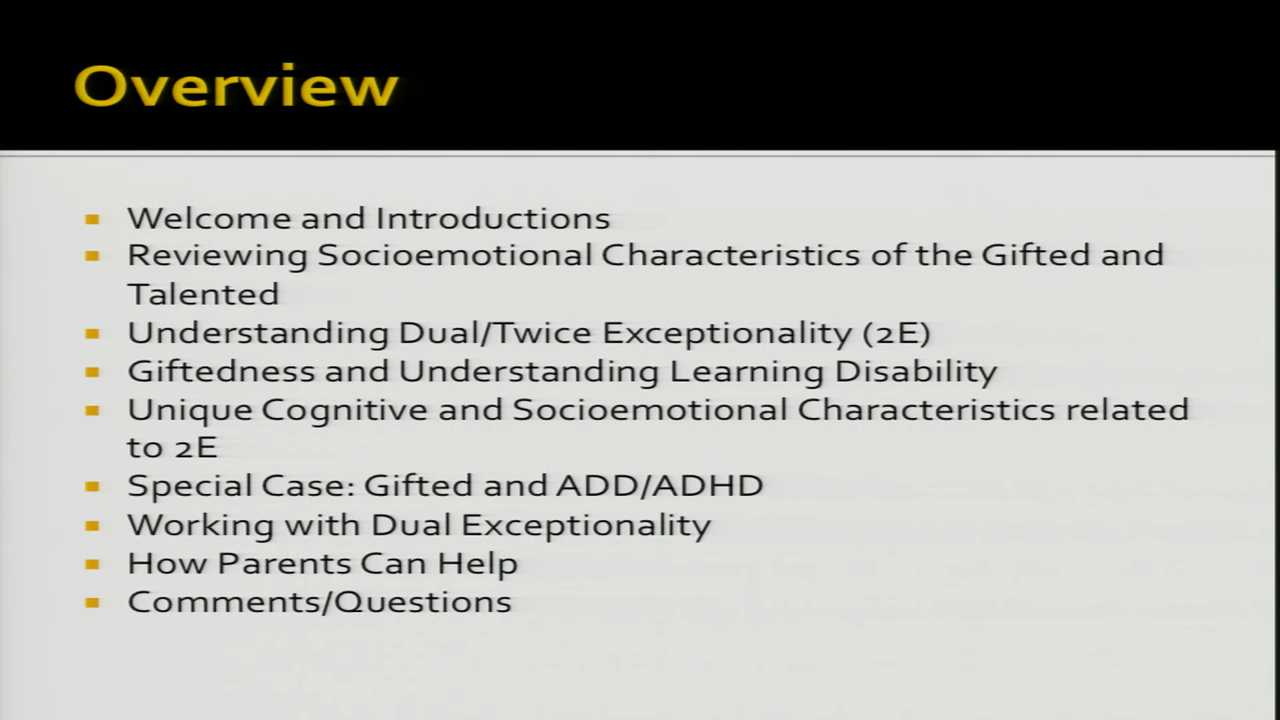 Overview
Welcome and Introductions
Reviewing Socioemotional Characteristics of the Gifted and
Talented
Understanding Dual/Twice Exceptionality (2E)
Giftedness and Understanding Learning Disability
Unique Cognitive and Socioemotional Characteristics related
to 2E
Special Case: Gifted and ADD/ADHD
Working with Dual Exceptionality
How Parents Can Help
Comments/Questions